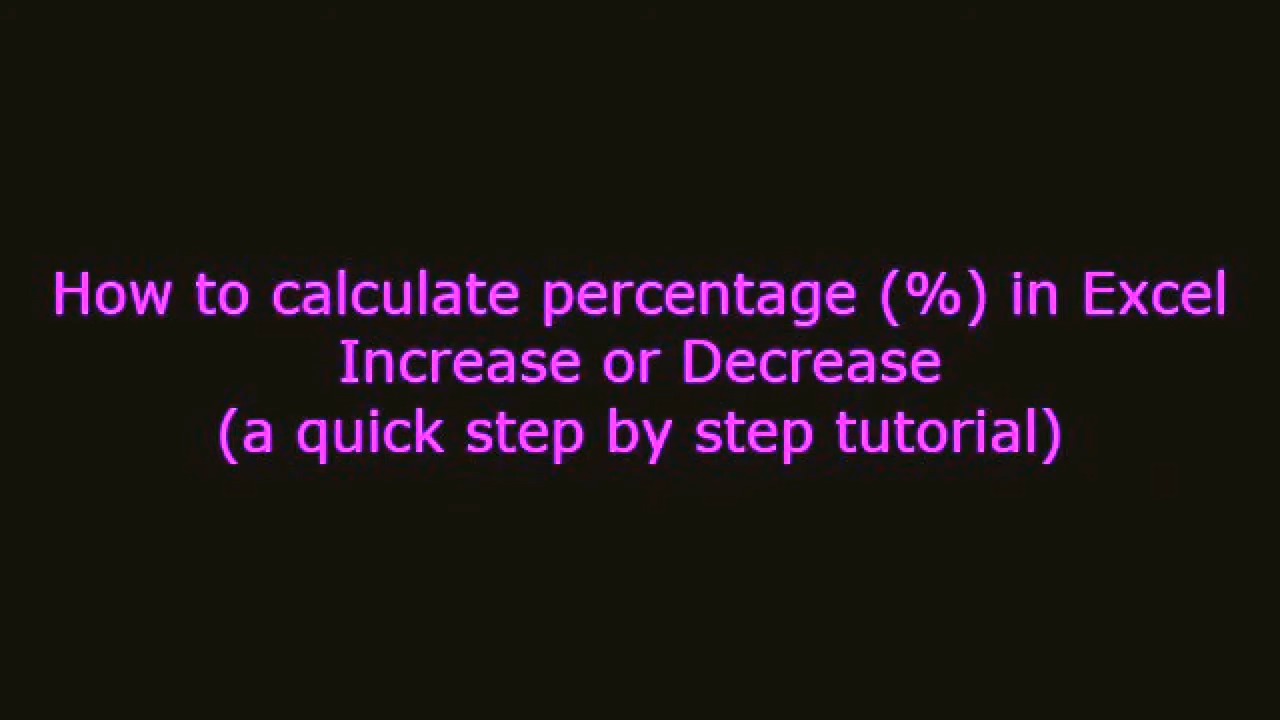 How to calculate percentage (%) in Excel
Increase or Decrease
(a quick step by step tutorial)